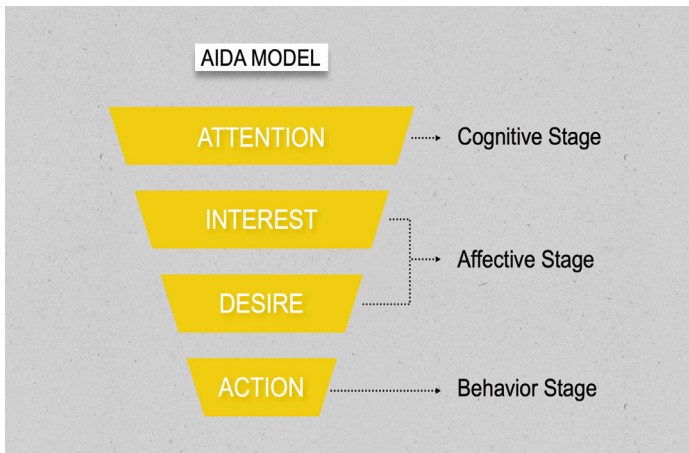 AIDA MODEL
ATTENTION
Cognitive Stage
INTEREST
Affective Stage
DESIRE
ACTION
Behavior Stage